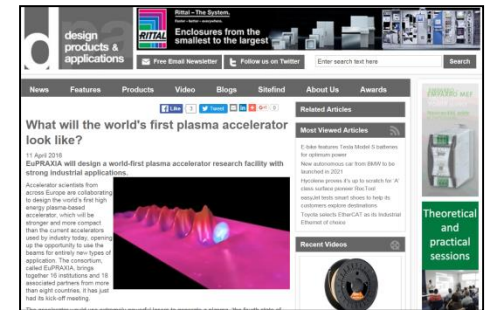 design
products &
applications
Rittal – The System.
Faster – better – everywhere.
RITTAL
Enclosures from the
smallest to the largest
Free Email Newsletter
Follow us on Twitter
Enter search text here
Search
News Features Products Video Blogs Sitefind About Us Awards
Like
Tweet
What will the world's first plasma accelerator
look like?
11 April 2016
EuPRAXIA will design a world-first plasma accelerator research facility with
strong industrial applications.
Accelerator scientists from
across Europe are collaborating
to design the world's first high
energy plasma-based
accelerator, which will be
stronger and more compact
than the current accelerators
used by industry today, opening
up the opportunity to use the
beams for entirely new types of
application. The consortium,
called EuPRAXIA, brings
together 16 institutions and 18
associated partners from more
than eight countries. It has just
had its kick-off meeting.
Related Articles
Most Viewed Articles
E-bike features Tesla Model S batteries
for optimum power
New autonomous car from BMW to be
launched in 2021
class surface pioneer
easyJet tests smart shoes to help its
customers explore destinations
Toyota selects EtherCAT as its Industrial
Ethernet of choice
Recent Videos
Theoretical
and
practical
sessions